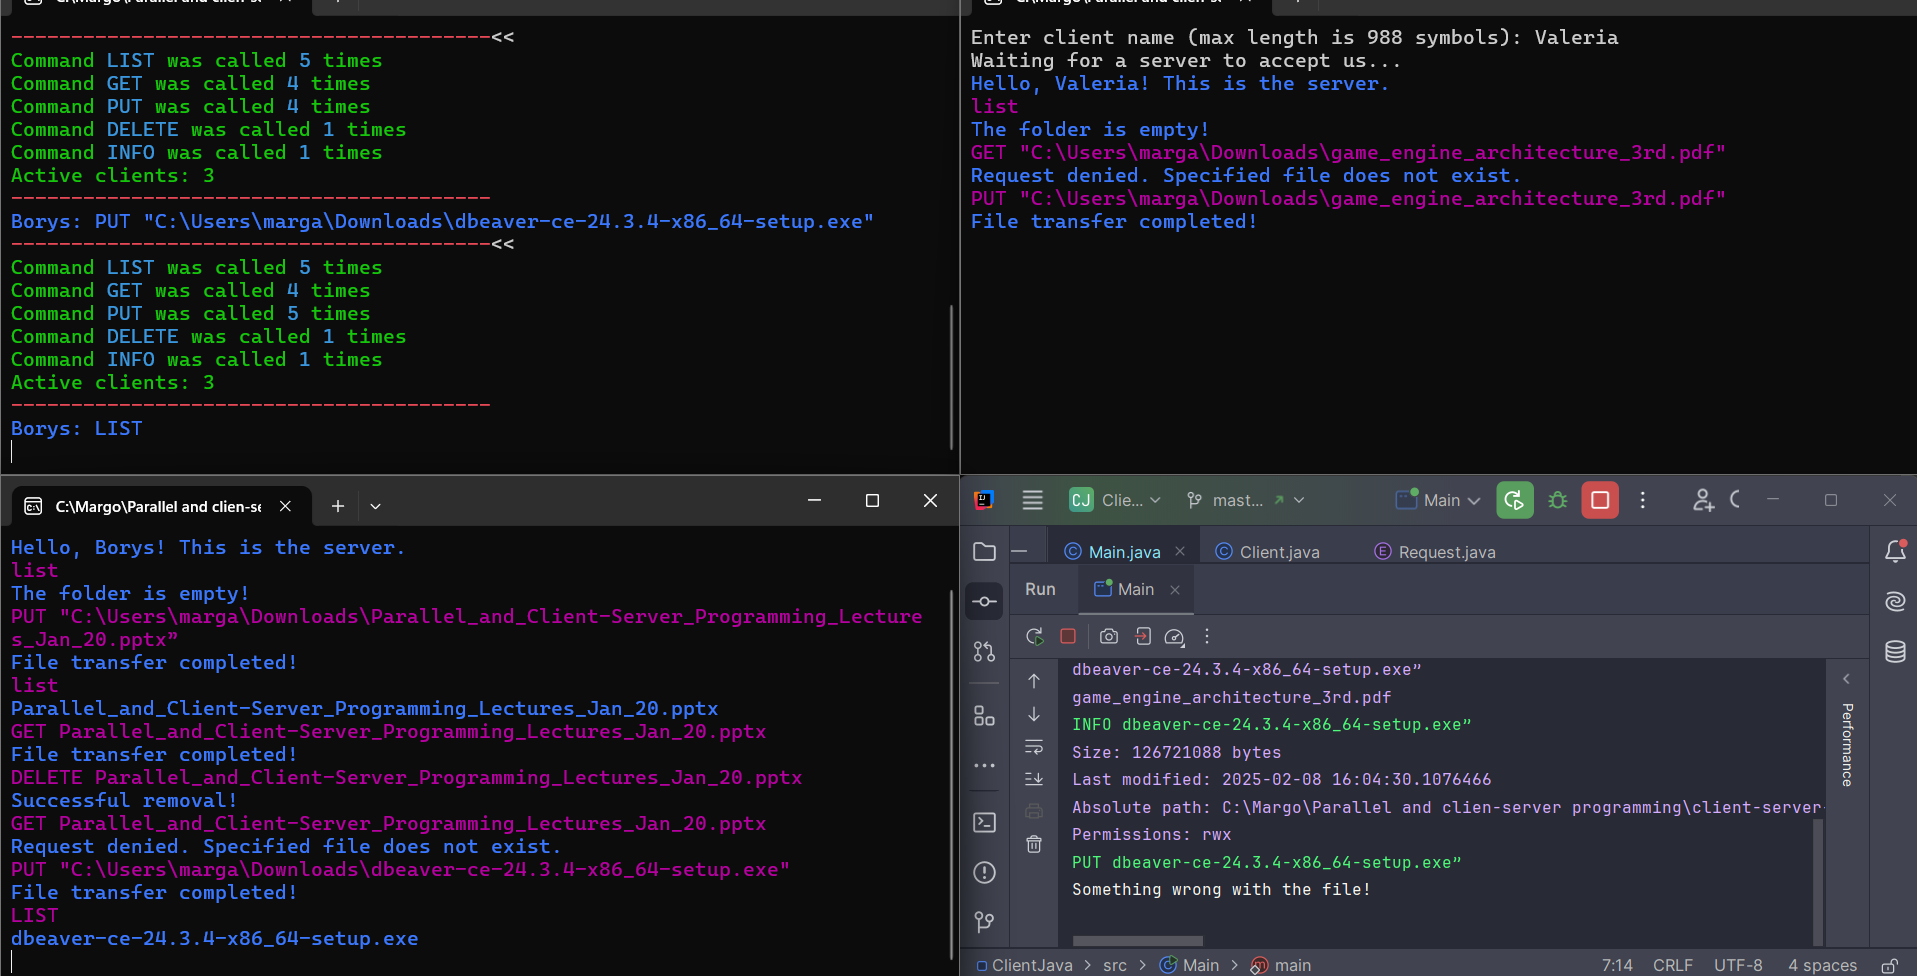 ----------------------------------------<<
Command LIST was called 5 times
Command GET was called 4 times
Command PUT was called 4 times
Command DELETE was called 1 times
Command INFO was called 1 times
Active clients: 3
----------------------------------------
Borys: PUT "C:\Users\marga\Downloads\dbeaver-ce-24.3.4-x86_64-setup.exe"
----------------------------------------<<
Command LIST was called 5 times
Command GET was called 4 times
Command PUT was called 5 times
Command DELETE was called 1 times
Command INFO was called 1 times
Active clients: 3
----------------------------------------
Borys: LIST
Enter client name (max length is 988 symbols): Valeria
Waiting for a server to accept us...
Hello, Valeria! This is the server.
list
The folder is empty!
GET "C:\Users\marga\Downloads\game_engine_architecture_3rd.pdf"
Request denied. Specified file does not exist.
PUT "C:\Users\marga\Downloads\game_engine_architecture_3rd.pdf"
File transfer completed!
C:\Margo\Parallel and clien-se
Hello, Borys! This is the server.
list
The folder is empty!
PUT "C:\Users\marga\Downloads\Parallel_and_Client-Server_Programming_Lecture
s_Jan_20.pptx”
File transfer completed!
list
Parallel_and_Client-Server_Programming_Lectures_Jan_20.pptx
GET Parallel_and_Client-Server_Programming_Lectures_Jan_20.pptx
File transfer completed!
DELETE Parallel_and_Client-Server_Programming_Lectures_Jan_20.pptx
Successful removal!
GET Parallel_and_Client-Server_Programming_Lectures_Jan_20.pptx
Request denied. Specified file does not exist.
PUT "C:\Users\marga\Downloads\dbeaver-ce-24.3.4-x86_64-setup.exe"
File transfer completed!
LIST
dbeaver-ce-24.3.4-x86_64-setup.exe
CJ Clie... mast... Main
Main.java Client.java Request.java
Run Main
dbeaver-ce-24.3.4-x86_64-setup.exe”
game_engine_architecture_3rd.pdf
INFO dbeaver-ce-24.3.4-x86_64-setup.exe”
Size: 126721088 bytes
Last modified: 2025-02-08 16:04:30.1076466
Absolute path: C:\Margo\Parallel and clien-server programming\client-server-
Permissions: rwx
PUT dbeaver-ce-24.3.4-x86_64-setup.exe”
Something wrong with the file!
Performance
ClientJava > src > Main > main 7:14 CRLF UTF-8 4 spaces